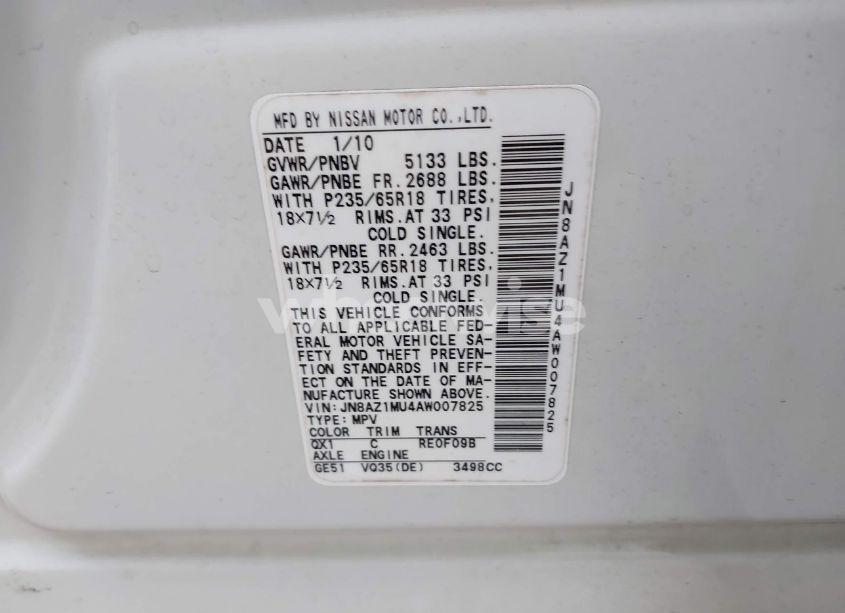 MFD BY NISSAN MOTOR CO.,LTD.
DATE 1/10
GVWR/PNBV 5133 LBS.
GAWR/PNBE FR. 2688 LBS.
WITH P235/65R18 TIRES,
18×7½ RIMS.AT 33 PSI
COLD SINGLE.
GAWR/PNBE RR. 2463 LBS.
WITH P235/65R18 TIRES,
18×7½ RIMS.AT 33 PSI
COLD SINGLE.
THIS VEHICLE CONFORMS
TO ALL APPLICABLE FED-
ERAL MOTOR VEHICLE SA-
FETY AND THEFT PREVEN-
TION STANDARDS IN EFF-
ECT ON THE DATE OF MA-
NUFACTURE SHOWN ABOVE.
VIN:JN8AZ1MU4AW007825
TYPE:MPV
COLOR TRIM TRANS
QX1 C RE0F09B
AXLE ENGINE
GE51 VQ35(DE) 3498CC
JN8AZ1MU4AW007825